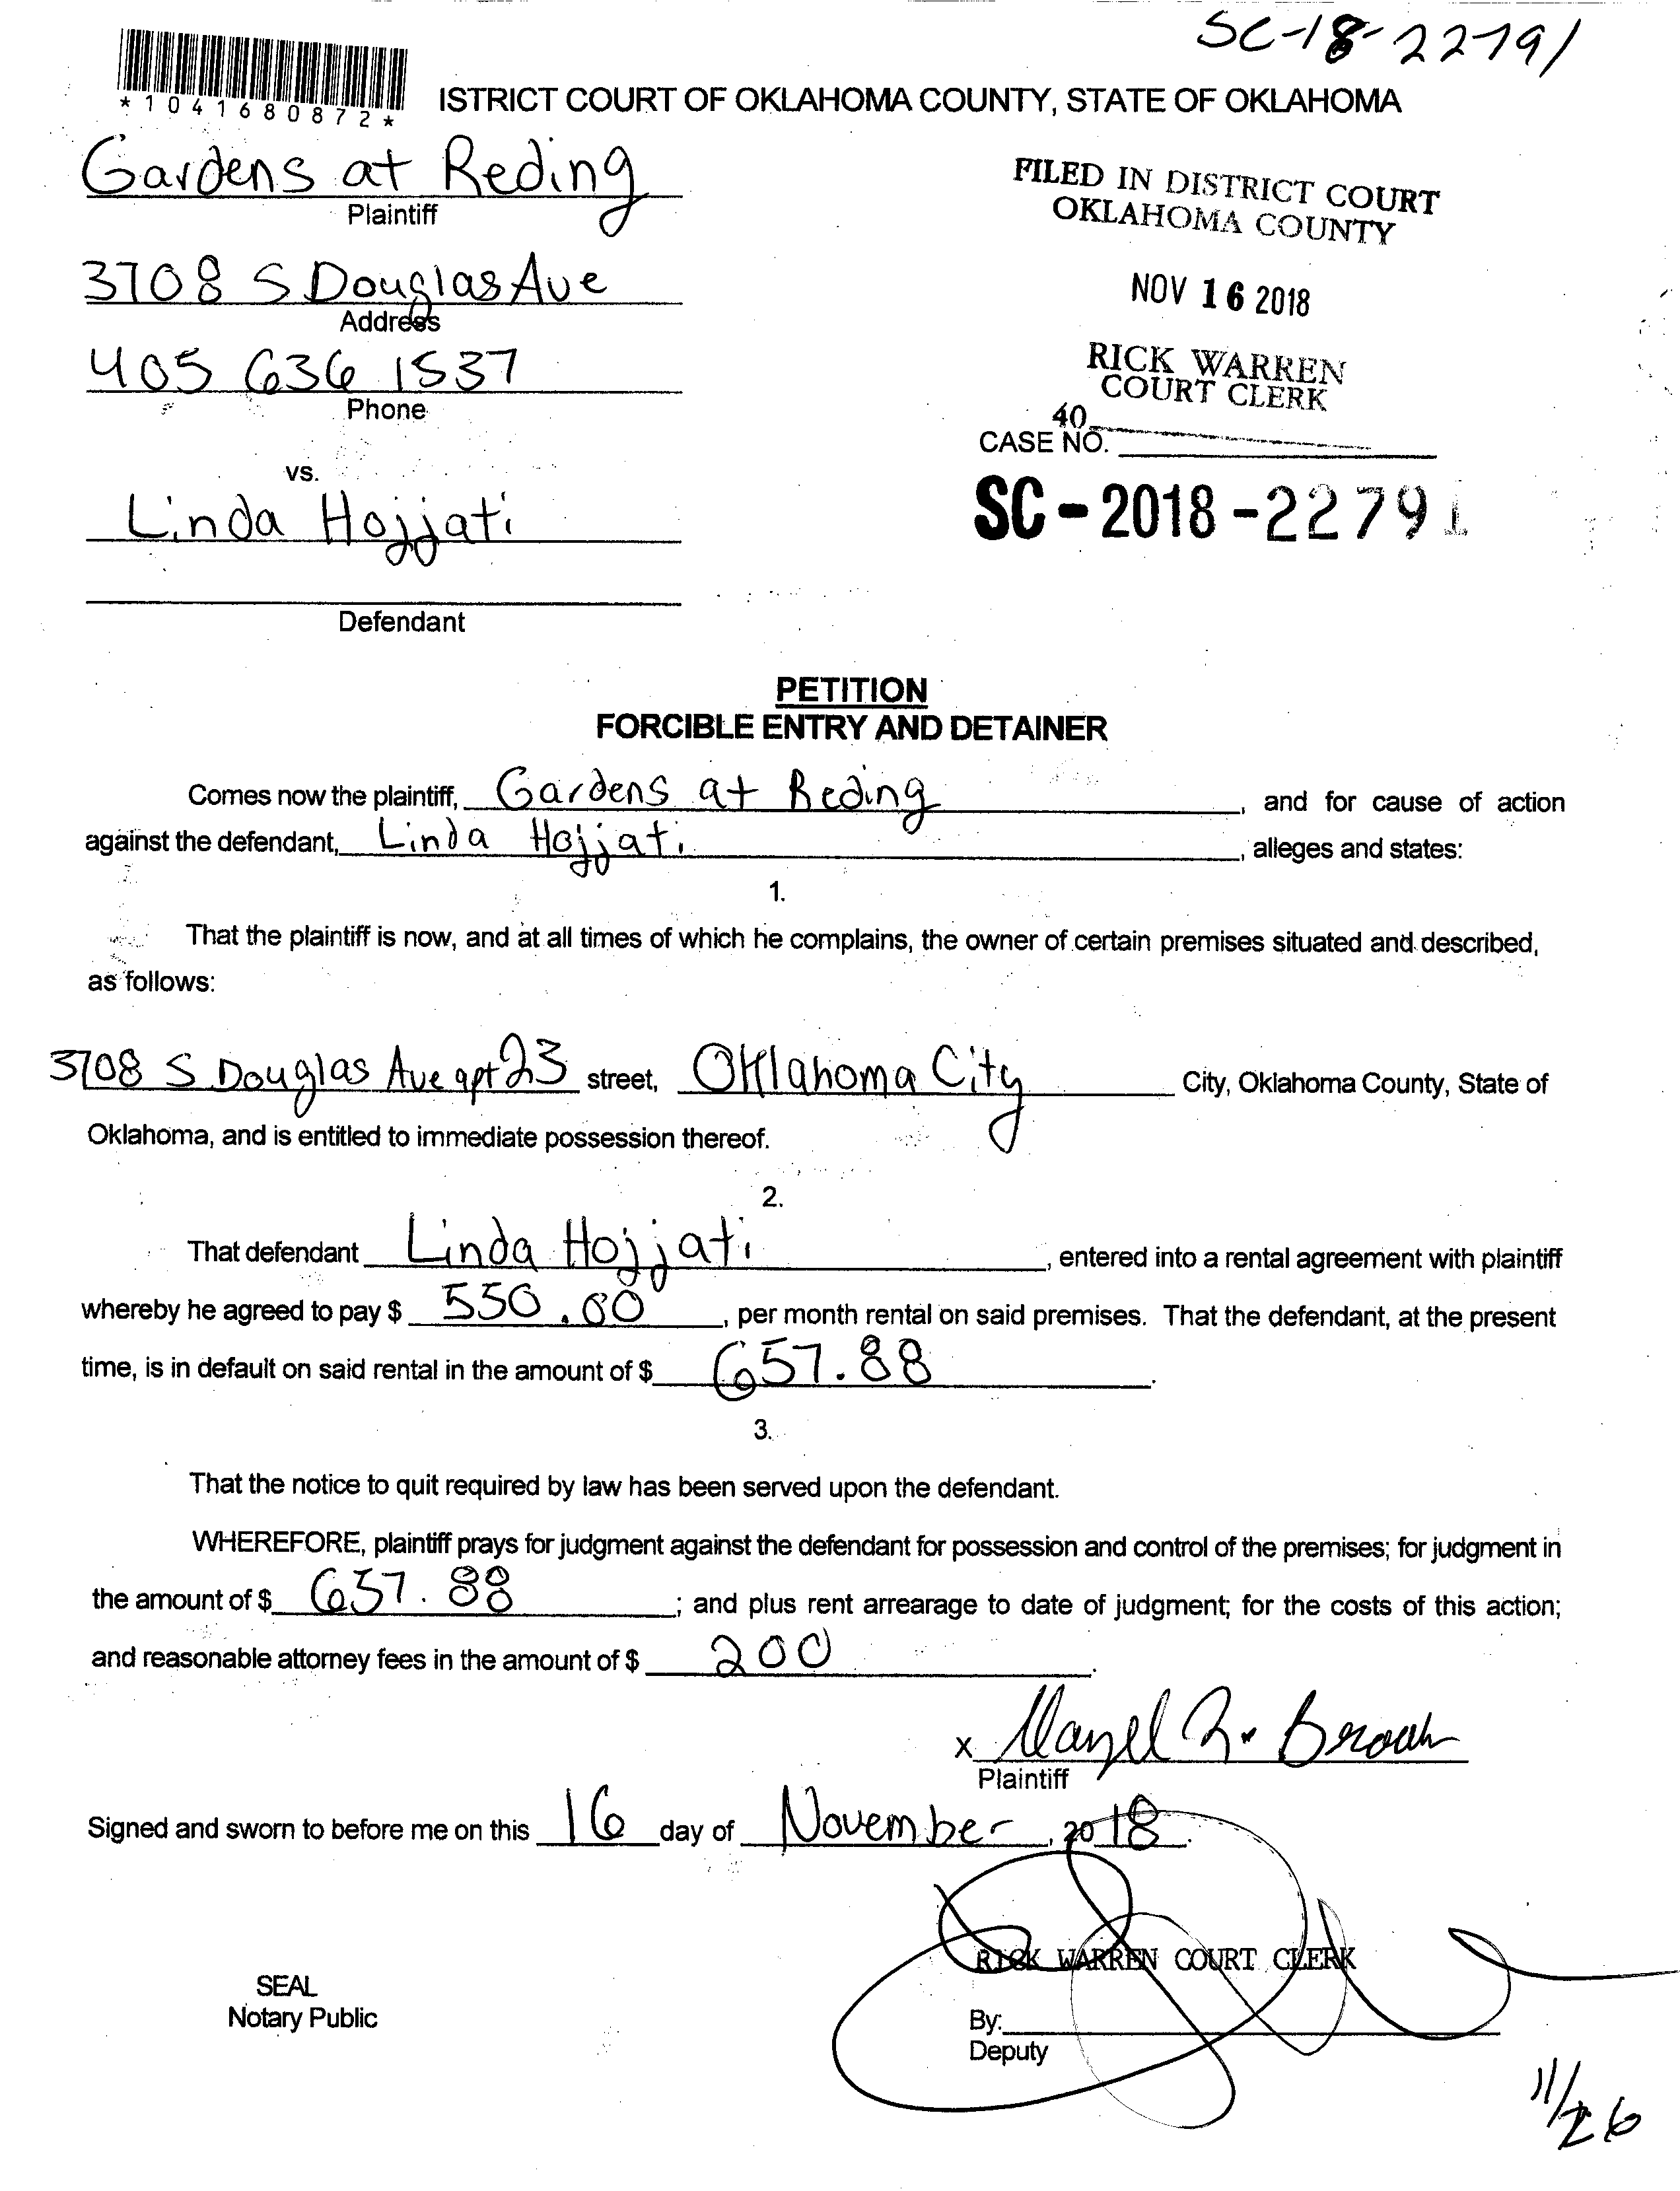 SC-18-22791
*1041680872*
ISTRICT COURT OF OKLAHOMA COUNTY, STATE OF OKLAHOMA
Gardens at Reding
Plaintiff
3708 S Douglas Ave
Address
405 636 1537
Phone
vs.
Linda Hojjati
Defendant
FILED IN DISTRICT COURT
OKLAHOMA COUNTY
NOV 16 2018
RICK WARREN
COURT CLERK
40
CASE NO.
SC-2018-22791
PETITION
FORCIBLE ENTRY AND DETAINER
Comes now the plaintiff, Gardens at Reding, and for cause of action
against the defendant, Linda Hojjati, alleges and states:
1.
That the plaintiff is now, and at all times of which he complains, the owner of certain premises situated and described,
as follows:
3708 S Douglas Ave apt 23 street, Oklahoma City City, Oklahoma County, State of
Oklahoma, and is entitled to immediate possession thereof.
2.
That defendant Linda Hojjati, entered into a rental agreement with plaintiff
whereby he agreed to pay $ 550.00, per month rental on said premises. That the defendant, at the present
time, is in default on said rental in the amount of $ 657.88.
3.
That the notice to quit required by law has been served upon the defendant.
WHEREFORE, plaintiff prays for judgment against the defendant for possession and control of the premises; for judgment in
the amount of $ 657.88; and plus rent arrearage to date of judgment; for the costs of this action;
and reasonable attorney fees in the amount of $ 200.
x
Plaintiff
Signed and sworn to before me on this 16 day of November, 2018.
RICK WARREN COURT CLERK
SEAL
Notary Public
By:
Deputy
11/26